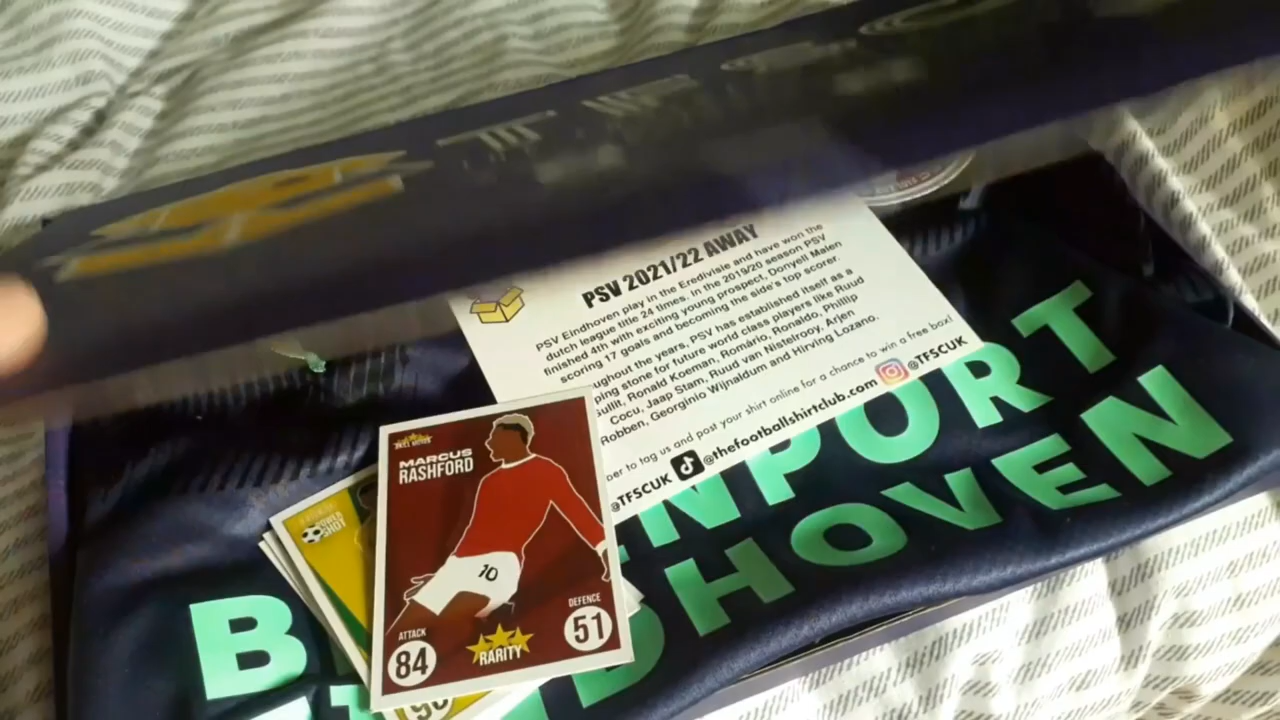 PSV 2021/22 AWAY
PSV Eindhoven play in the Eredivisie and have won the
dutch league title 24 times. in the 2019/20 season PSV
finished 4th with exciting young prospect, Donyell Malen
scoring 17 goals and becoming the side's top scorer.
the years, PSV has established itself as a
stone for future world class players like Ruud
Ronald Koeman, Romário, Ronaldo, Phillip
Cocu, Jaap Stam, Ruud van Nistelrooy, Arjen
Robben, Georginio Wijnaldum and Hirving Lozano.
to tag us and post your shirt online for a chance to win a free box!
@TFSCUK @thefootballshirtclub.com @TFSCUK
MARCUS
RASHFORD
10
ATTACK
84
RARITY
DEFENCE
51
POWER
SHOT
B
NPORT
HOVEN